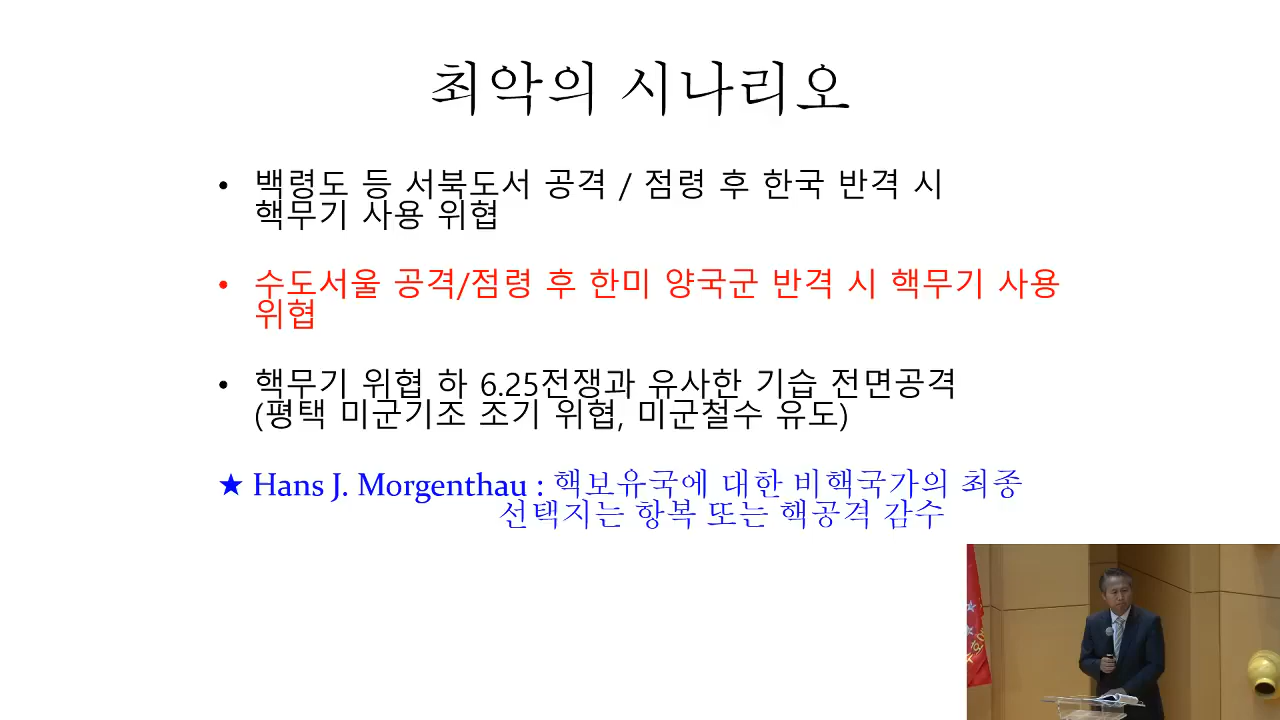 최악의 시나리오
• 백령도 등 서북도서 공격 / 점령 후 한국 반격 시
핵무기 사용 위협
• 수도서울 공격/점령 후 한미 양국군 반격 시 핵무기 사용
위협
• 핵무기 위협 하 6.25전쟁과 유사한 기습 전면공격
(평택 미군기조 조기 위협, 미군철수 유도)
★ Hans J. Morgenthau : 핵보유국에 대한 비핵국가의 최종
선택지는 항복 또는 핵공격 감수